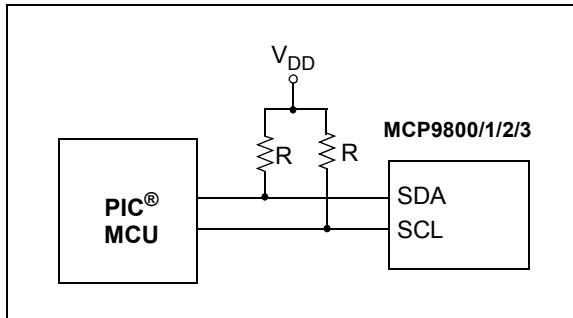 VDD
MCP9800/1/2/3
R
R
PIC®
MCU
SDA
SCL